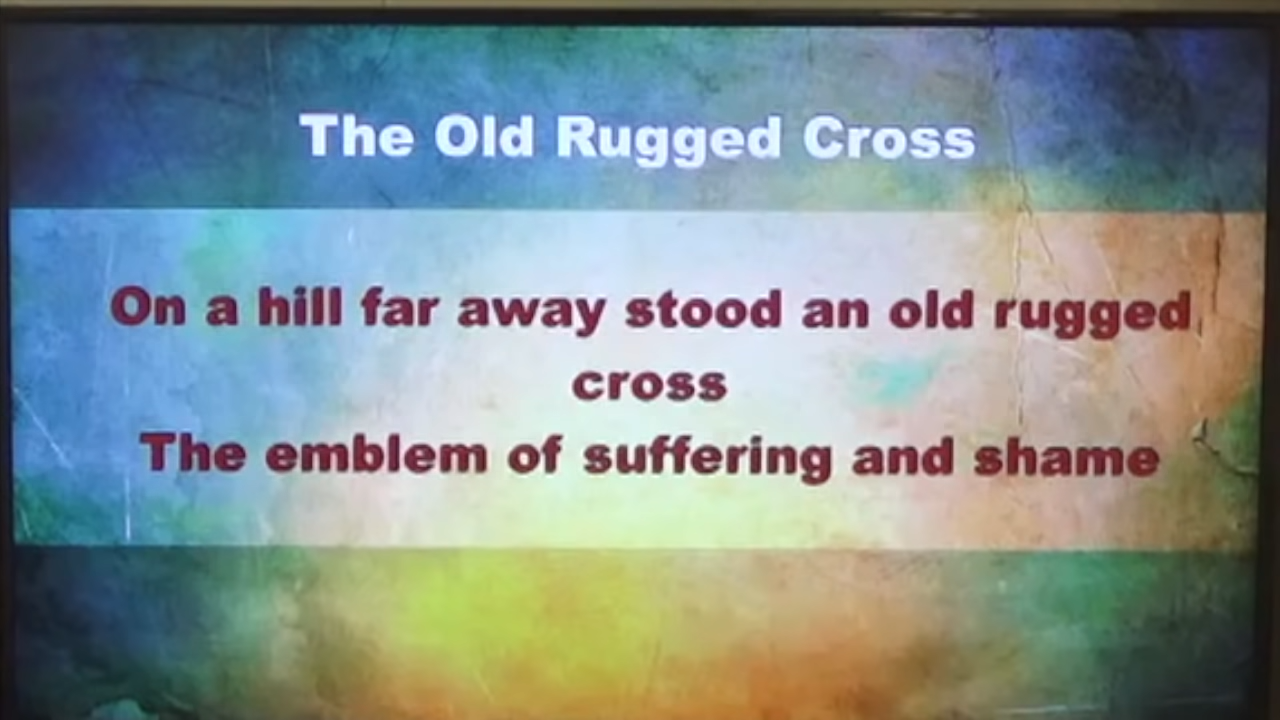 The Old Rugged Cross
On a hill far away stood an old rugged
cross
The emblem of suffering and shame